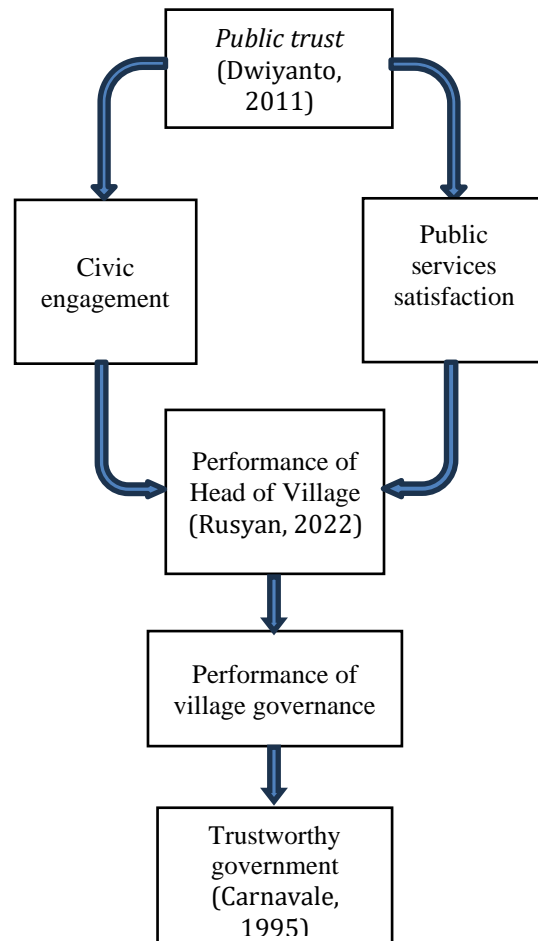 Public trust
(Dwiyanto,
2011)
Civic
engagement
Public
services
satisfaction
Performance of
Head of Village
(Rusyan, 2022)
Performance of
village governance
Trustworthy
government
(Carnavale,
1995)